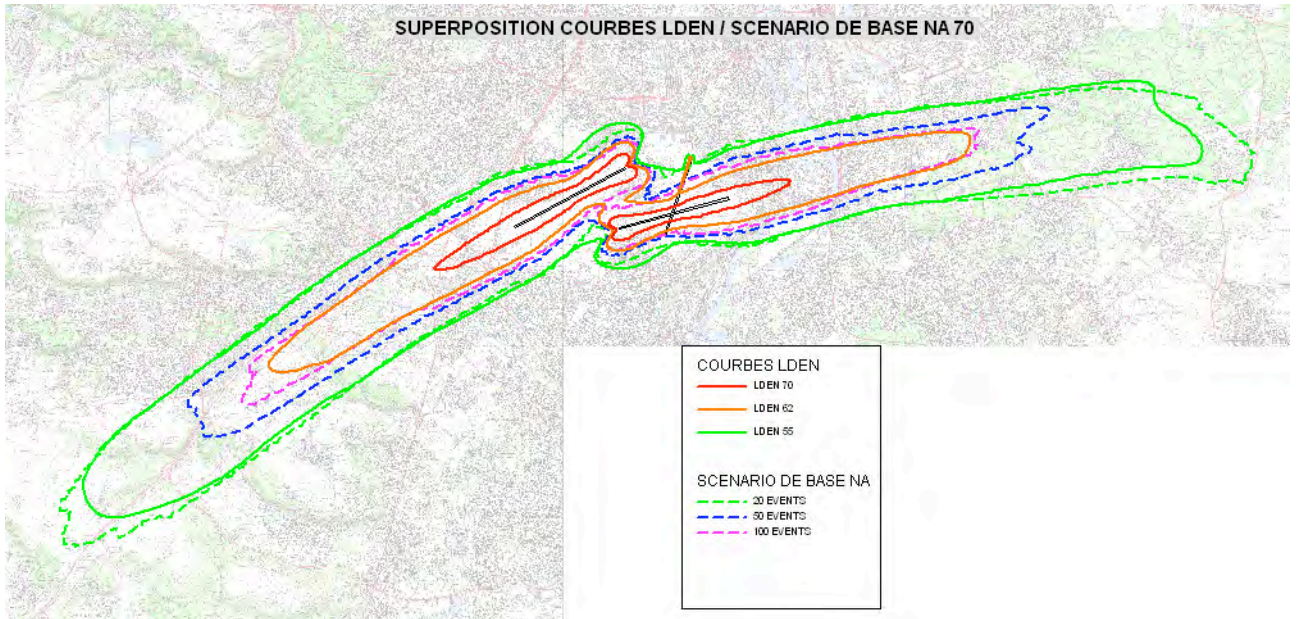 SUPERPOSITION COURBES LDEN / SCENARIO DE BASE NA 70
COURBES LDEN
LDEN 70
LDEN 62
LDEN 55
SCENARIO DE BASE NA
20 EVENTS
50 EVENTS
100 EVENTS